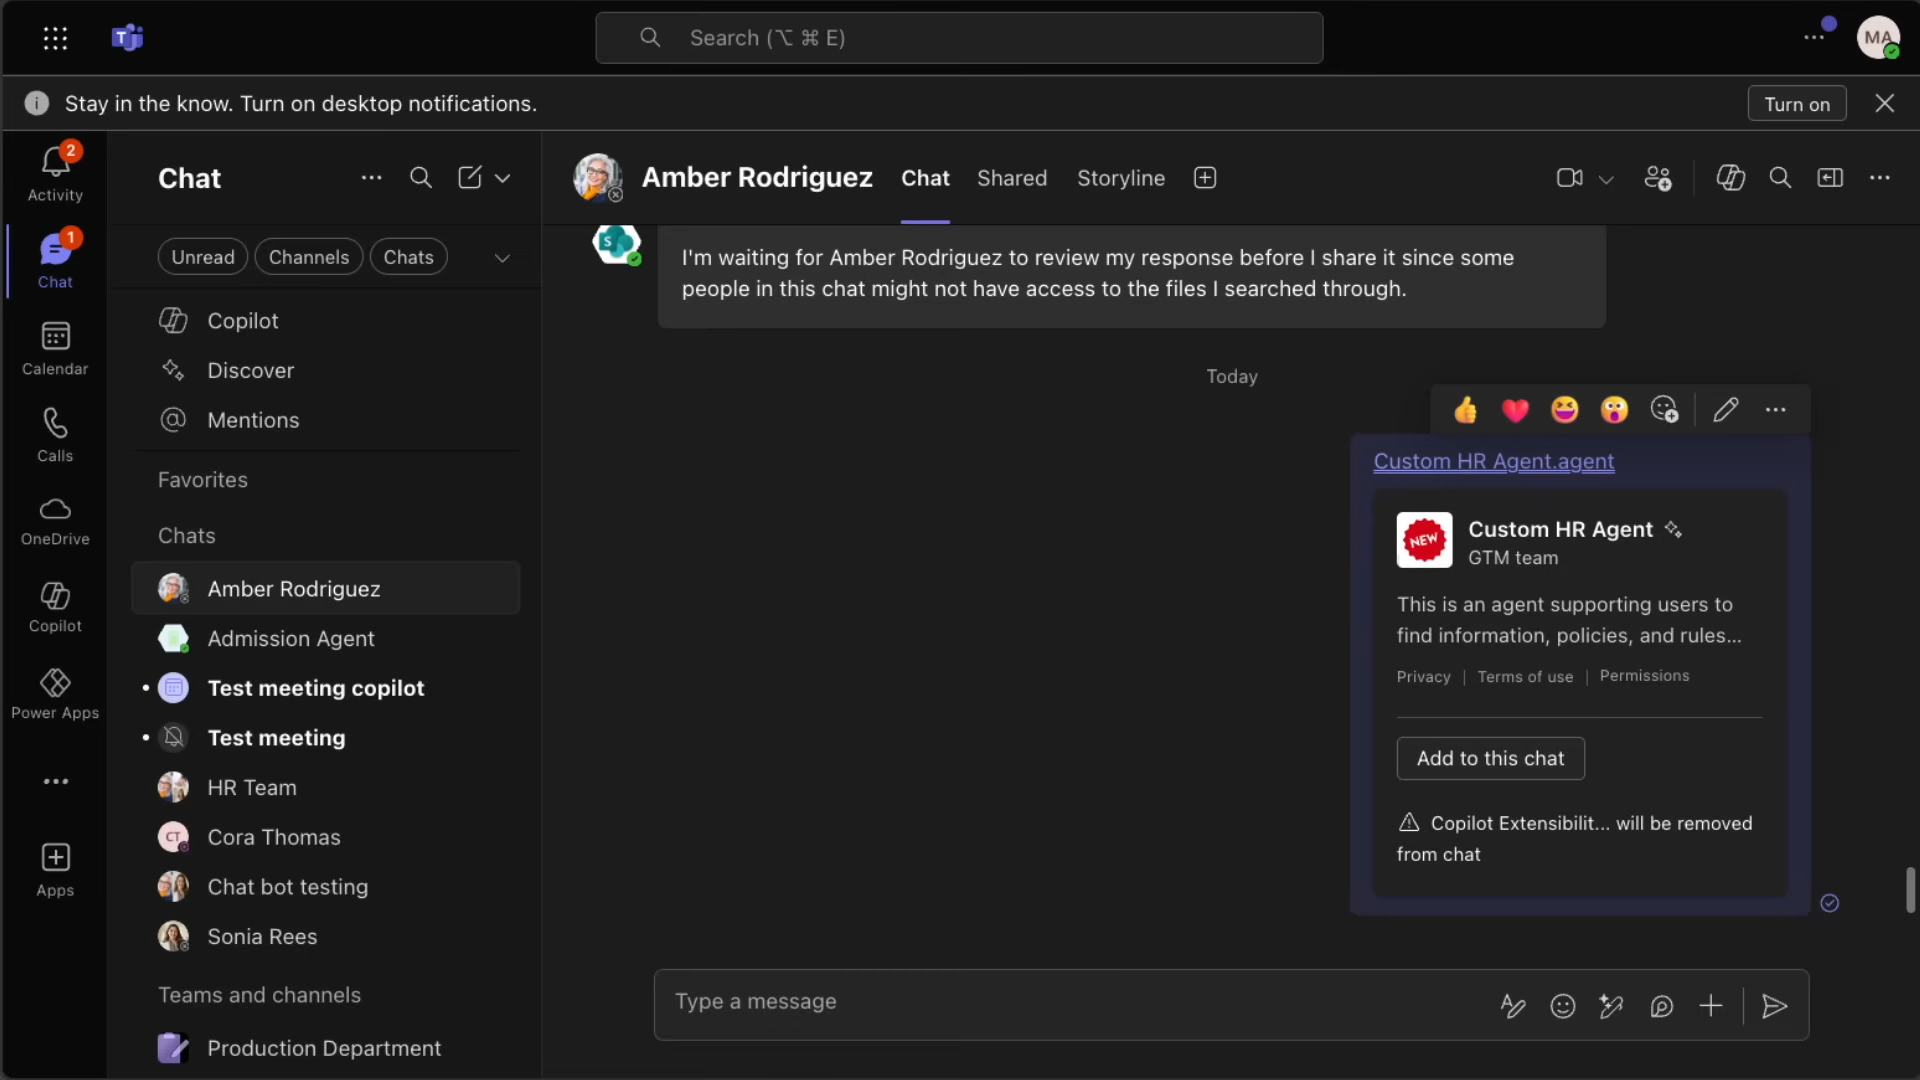 Search (⌥ ⌘ E)
MA
Stay in the know. Turn on desktop notifications.
Turn on
2
Activity
1
Chat
Calendar
Calls
OneDrive
Copilot
Power Apps
Apps
Chat
Unread
Channels
Chats
Copilot
Discover
Mentions
Favorites
Chats
Amber Rodriguez
Admission Agent
Test meeting copilot
Test meeting
HR Team
CT
Cora Thomas
Chat bot testing
Sonia Rees
Teams and channels
Production Department
Amber Rodriguez
Chat
Shared
Storyline
S
I'm waiting for Amber Rodriguez to review my response before I share it since some
people in this chat might not have access to the files I searched through.
Today
Custom HR Agent.agent
NEW
Custom HR Agent
GTM team
This is an agent supporting users to
find information, policies, and rules...
Privacy | Terms of use | Permissions
Add to this chat
Copilot Extensibilit... will be removed
from chat
Type a message